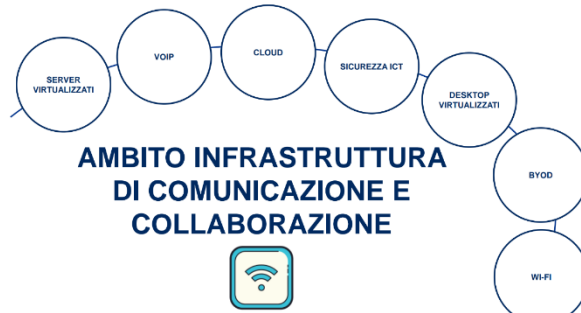 SERVER
VIRTUALIZZATI
VOIP
CLOUD
SICUREZZA ICT
DESKTOP
VIRTUALIZZATI
BYOD
WI-FI
AMBITO INFRASTRUTTURA
DI COMUNICAZIONE E
COLLABORAZIONE